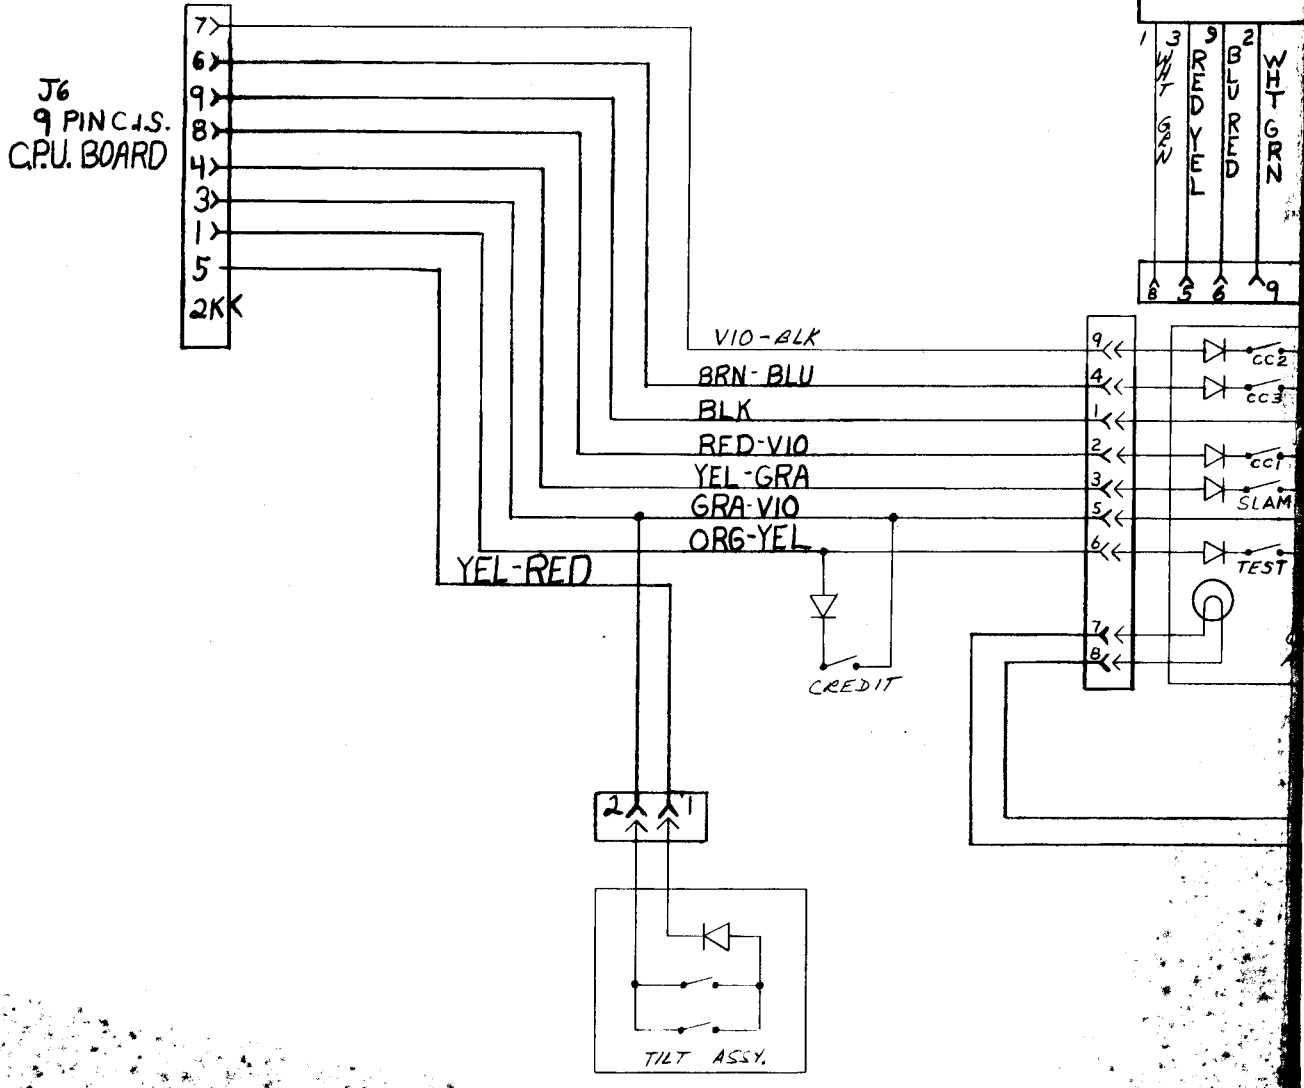 J6
9 PIN C.I.S.
C.P.U. BOARD
7
6
9
8
4
3
1
5
2K
1 3 9 2
WHT GRN
RED YEL
BLU RED
WHT GRN
8 5 6 9
VIO-BLK
BRN-BLU
BLK
RED-VIO
YEL-GRA
GRA-VIO
ORG-YEL
YEL-RED
9
4
1
2
3
5
6
7
8
CC2
CC3
CC1
SLAM
TEST
CREDIT
2 1
TILT ASSY.